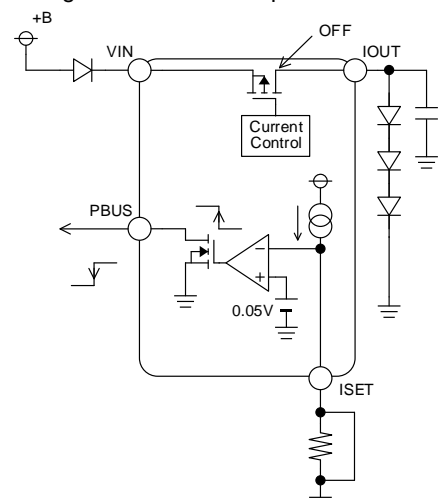 +B
OFF
VIN
IOUT
Current
Control
PBUS
−
+
0.05V
ISET